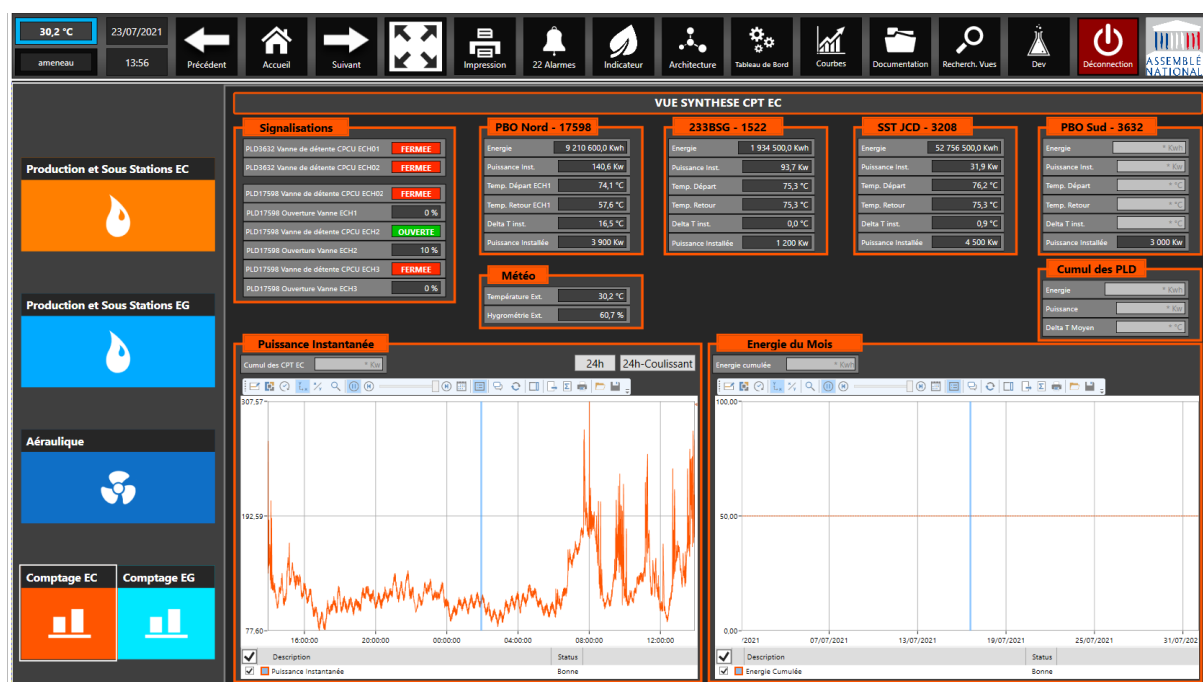 30,2 °C
23/07/2021
ameneau
13:56
Précédent
Accueil
Suivant
Impression
22 Alarmes
Indicateur
Architecture
Tableau de Bord
Courbes
Documentation
Recherch. Vues
Dev
Déconnection
ASSEMBLÉ
NATIONAL
VUE SYNTHESE CPT EC
Production et Sous Stations EC
Production et Sous Stations EG
Aéraulique
Comptage EC
Comptage EG
Signalisations
PLD3632 Vanne de détente CPCU ECH01 FERMEE
PLD3632 Vanne de détente CPCU ECH02 FERMEE
PLD17598 Vanne de détente CPCU ECH02 FERMEE
PLD17598 Ouverture Vanne ECH1 0 %
PLD17598 Vanne de détente CPCU ECH2 OUVERTE
PLD17598 Ouverture Vanne ECH2 10 %
PLD17598 Vanne de détente CPCU ECH3 FERMEE
PLD17598 Ouverture Vanne ECH3 0 %
PBO Nord - 17598
Energie 9 210 600,0 Kwh
Puissance Inst. 140,6 Kw
Temp. Départ ECH1 74,1 °C
Temp. Retour ECH1 57,6 °C
Delta T inst. 16,5 °C
Puissance Installée 3 900 Kw
233BSG - 1522
Energie 1 934 500,0 Kwh
Puissance Inst. 93,7 Kw
Temp. Départ 75,3 °C
Temp. Retour 75,3 °C
Delta T inst. 0,0 °C
Puissance Installée 1 200 Kw
SST JCD - 3208
Energie 52 756 500,0 Kwh
Puissance Inst. 31,9 Kw
Temp. Départ 76,2 °C
Temp. Retour 75,3 °C
Delta T inst. 0,9 °C
Puissance Installée 4 500 Kw
PBO Sud - 3632
Energie * Kwh
Puissance Inst. * Kw
Temp. Départ * °C
Temp. Retour * °C
Delta T inst. * °C
Puissance Installée 3 000 Kw
Météo
Température Ext. 30,2 °C
Hygrométrie Ext. 60,7 %
Cumul des PLD
Energie * Kwh
Puissance * Kw
Delta T Moyen * °C
Puissance Instantanée
Cumul des CPT EC * Kw
24h
24h-Coulissant
307,57
192,59
77,60
16:00:00 20:00:00 00:00:00 04:00:00 08:00:00 12:00:00
Description Status
Puissance Instantanée Bonne
Energie du Mois
Energie cumulée * Kwh
100,00
50,00
0,00
/2021 07/07/2021 13/07/2021 19/07/2021 25/07/2021 31/07/202
Description Status
Energie Cumulée Bonne